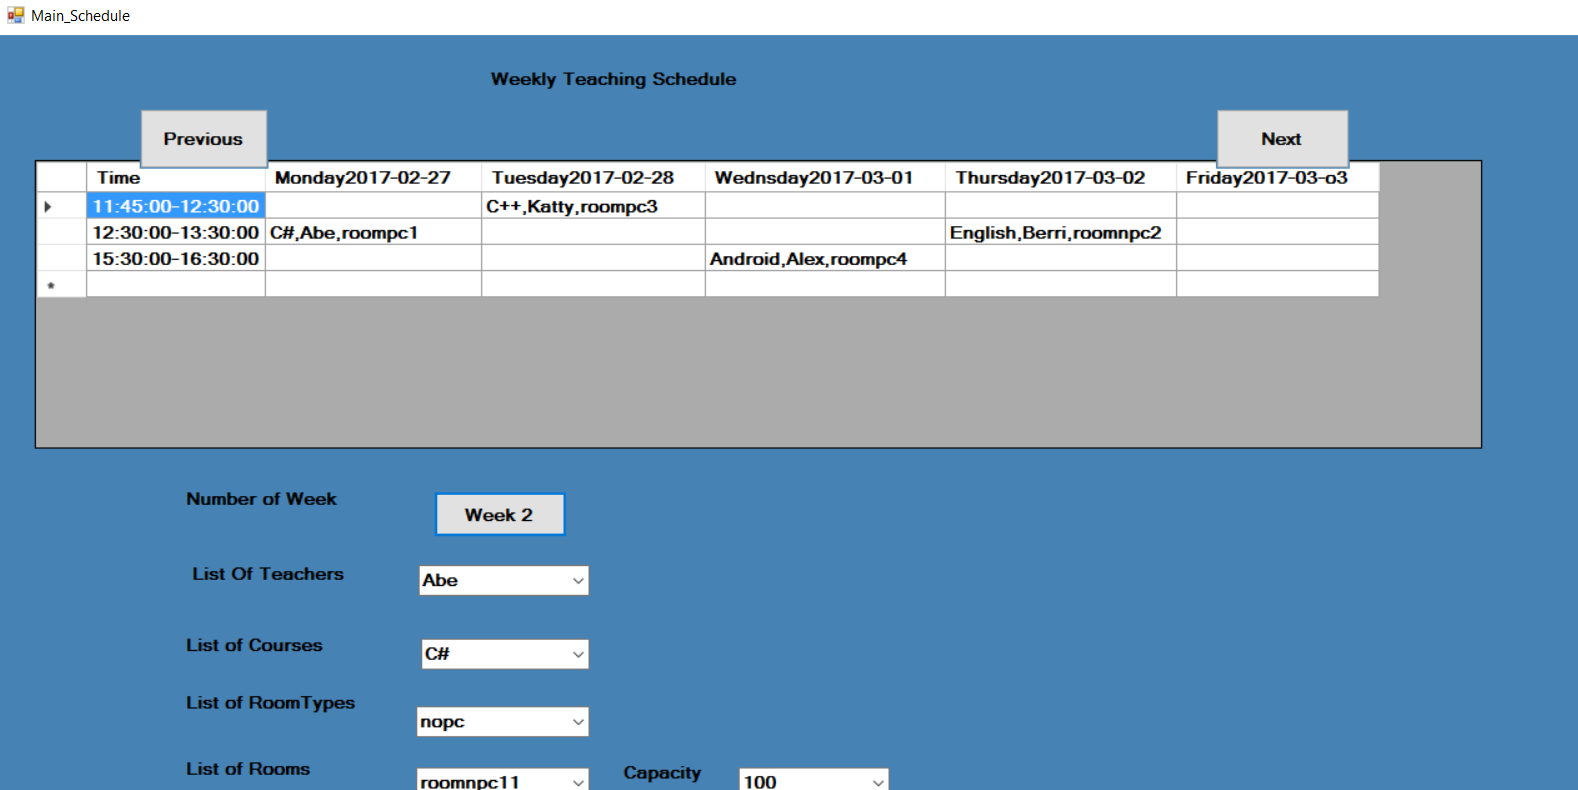 Main_Schedule
Weekly Teaching Schedule
Previous Next
Time Monday2017-02-27 Tuesday2017-02-28 Wednsday2017-03-01 Thursday2017-03-02 Friday2017-03-o3
11:45:00-12:30:00 C++,Katty,roompc3
12:30:00-13:30:00 C#,Abe,roompc1 English,Berri,roomnpc2
15:30:00-16:30:00 Android,Alex,roompc4
*
Number of Week Week 2
List Of Teachers Abe
List of Courses C#
List of RoomTypes nopc
List of Rooms roomnpc11 Capacity 100